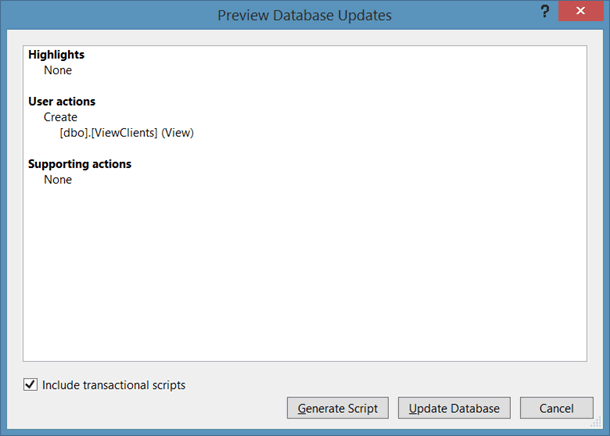 Preview Database Updates
?
Highlights
None
User actions
Create
[dbo].[ViewClients] (View)
Supporting actions
None
Include transactional scripts
Generate Script
Update Database
Cancel